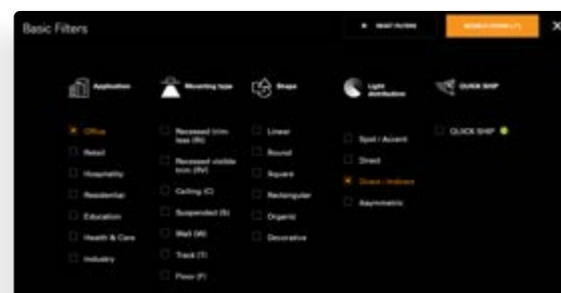 Basic Filters
RESET FILTERS
Application
Office
Retail
Hospitality
Residential
Education
Health & Care
Industry
Mounting type
Recessed trim-
less (RI)
Recessed visible
trim (RV)
Ceiling (C)
Suspended (S)
Wall (W)
Track (T)
Floor (F)
Shape
Linear
Round
Square
Rectangular
Organic
Decorative
Light
distribution
Spot / Accent
Direct
Direct / Indirect
Asymmetric
QUICK SHIP
QUICK SHIP